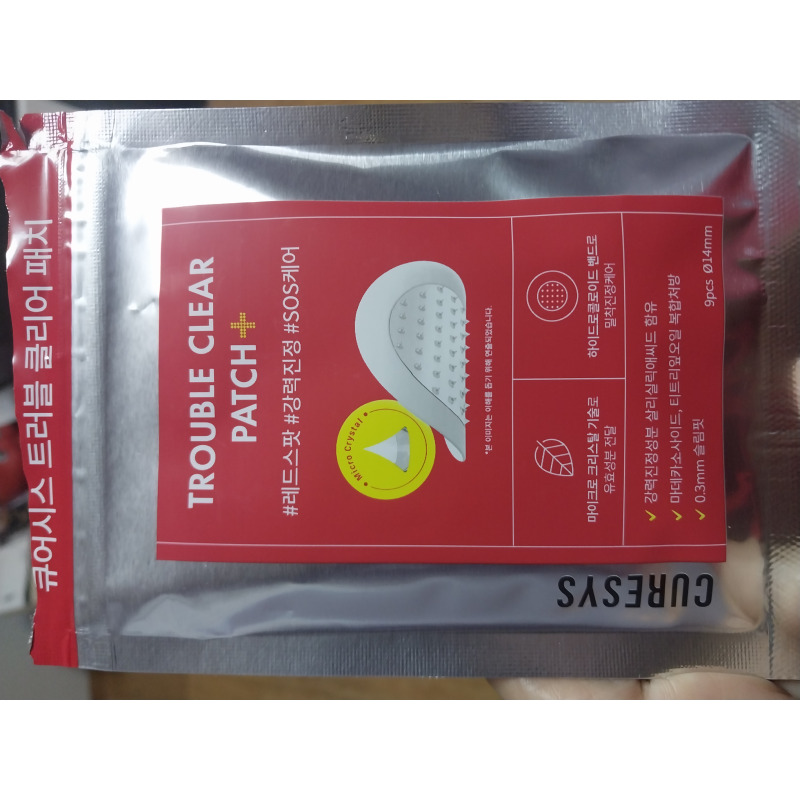 큐어시스 트러블 클리어 패치
TROUBLE CLEAR
PATCH+
#레드스팟 #강력진정 #SOS케어
Micro Crystal
*본 이미지는 이해를 돕기 위해 연출되었습니다.
마이크로 크리스탈 기술로
유효성분 전달
하이드로콜로이드 밴드로
밀착진정케어
✓ 강력진정성분 살리실릭애씨드 함유
✓ 마데카소사이드, 티트리잎오일 복합처방
✓ 0.3mm 슬림핏
9pcs Ø14mm
CURESYS